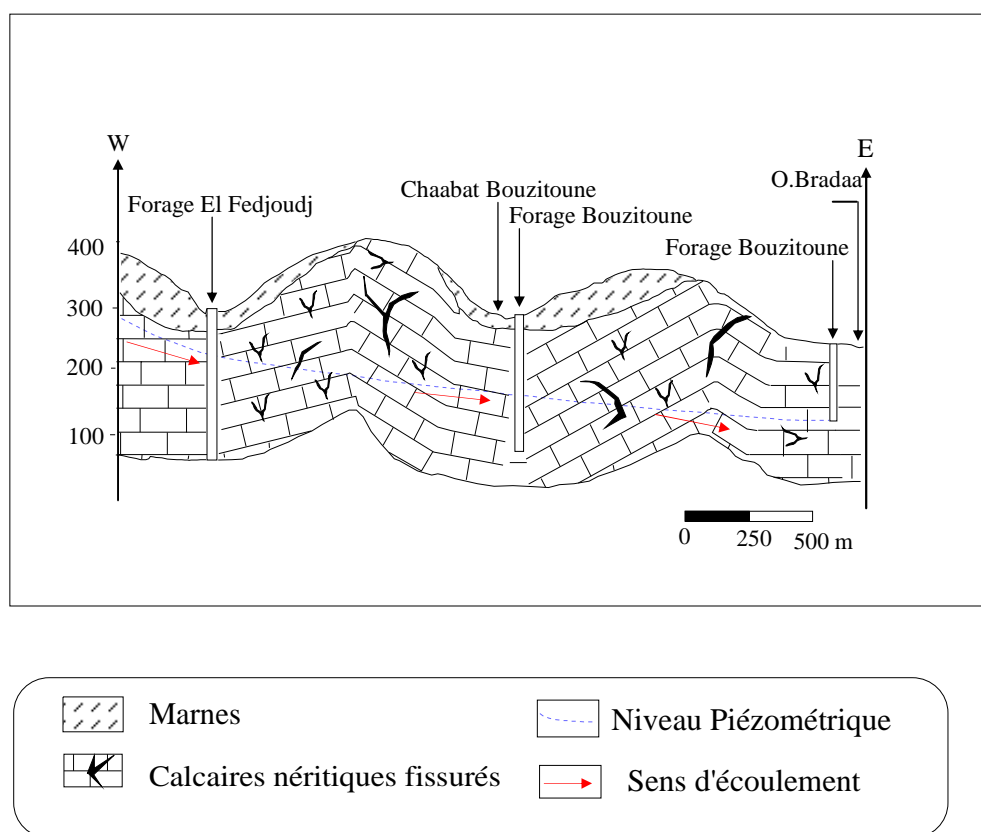 W
E
O.Bradaa
Chaabat Bouzitoune
Forage El Fedjoudj
Forage Bouzitoune
Forage Bouzitoune
400
300
200
100
0 250 500 m
Marnes
Niveau Piézométrique
Calcaires néritiques fissurés
Sens d'écoulement